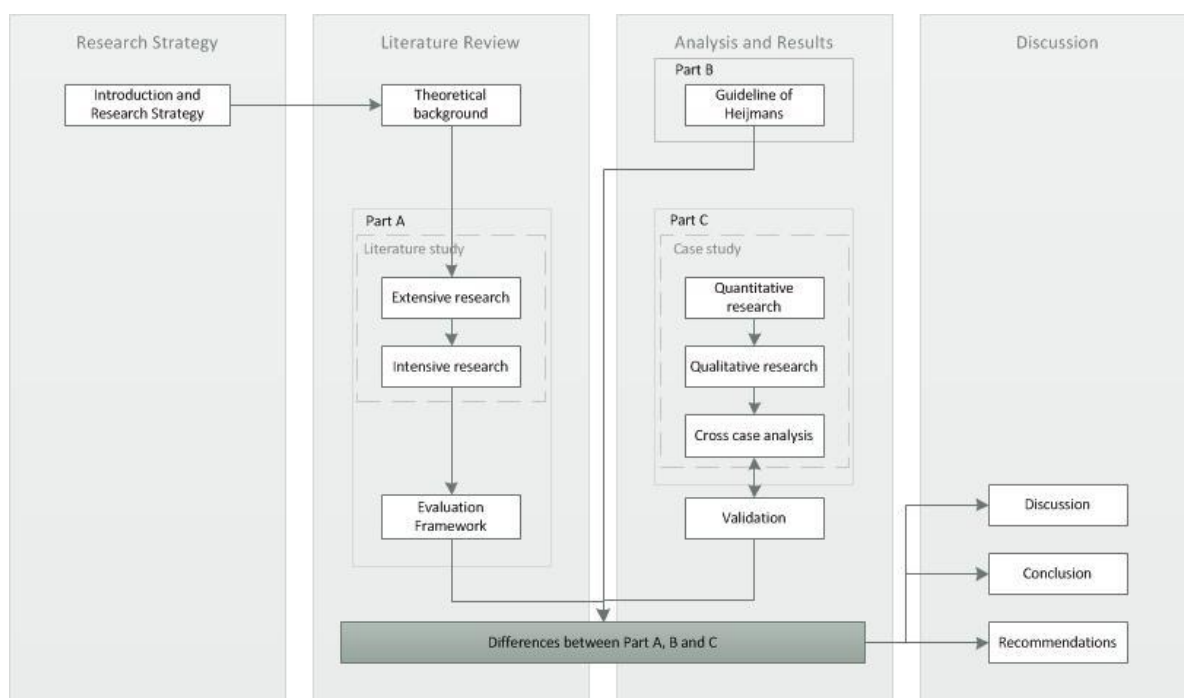 Research Strategy
Literature Review
Analysis and Results
Discussion
Introduction and
Research Strategy
Theoretical
background
Part B
Guideline of
Heijmans
Part A
Literature study
Extensive research
Intensive research
Evaluation
Framework
Part C
Case study
Quantitative
research
Qualitative research
Cross case analysis
Validation
Differences between Part A, B and C
Discussion
Conclusion
Recommendations